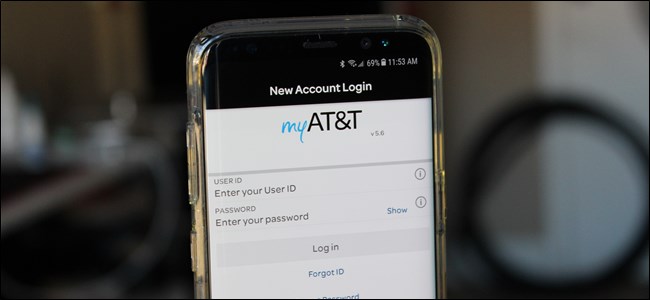 69% 11:53 AM
New Account Login
myAT&T
v 5.6
USER ID
Enter your User ID
PASSWORD
Enter your password
Show
Log in
Forgot ID
Password